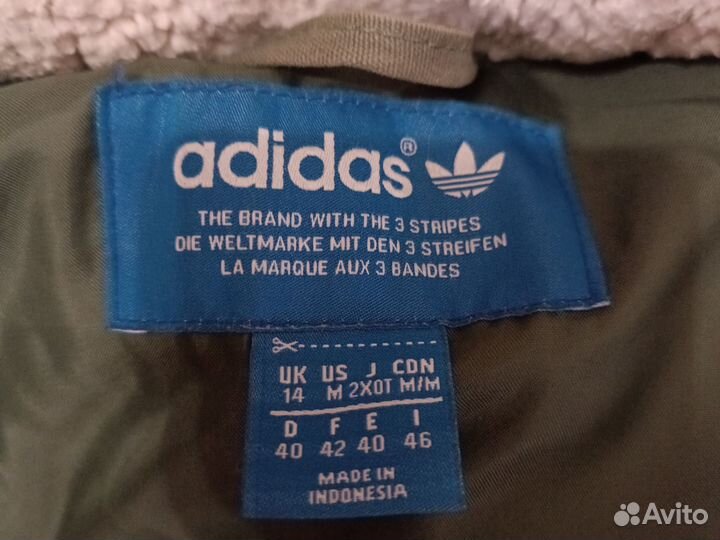 adidas®
THE BRAND WITH THE 3 STRIPES
DIE WELTMARKE MIT DEN 3 STREIFEN
LA MARQUE AUX 3 BANDES
UK US J CDN
14 M 2XOT M/M
D F E I
40 42 40 46
MADE IN
INDONESIA
Avito